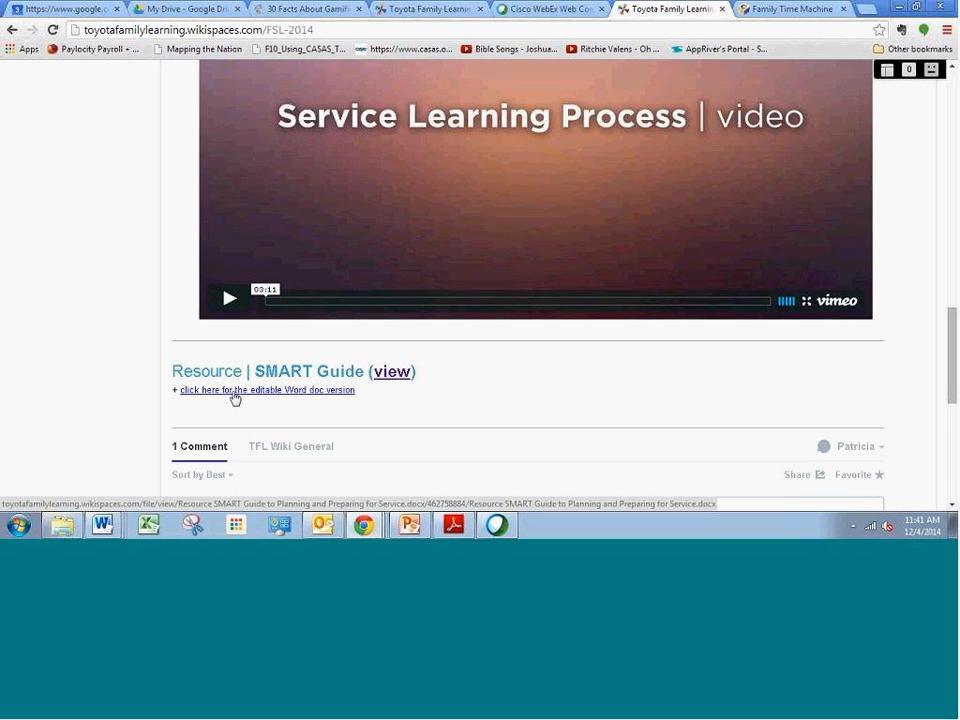 https://www.google.c
My Drive - Google Dri
30 Facts About Gamifi
Toyota Family Learnin
Cisco WebEx Web Con
Toyota Family Learnin
Family Time Machine
toyotafamilylearning.wikispaces.com/FSL-2014
Apps
Paylocity Payroll + ...
Mapping the Nation
F10_Using_CASAS_T...
https://www.casas.o...
Bible Songs - Joshua...
Ritchie Valens - Oh ...
AppRiver's Portal - S...
Other bookmarks
0
Service Learning Process | video
03:11
vimeo
Resource | SMART Guide (view)
+ click here for the editable Word doc version
1 Comment
TFL Wiki General
Patricia
Sort by Best
Share
Favorite
toyotafamilylearning.wikispaces.com/file/view/Resource SMART Guide to Planning and Preparing for Service.docx/462758884/Resource SMART Guide to Planning and Preparing for Service.docx
11:41 AM
12/4/2014